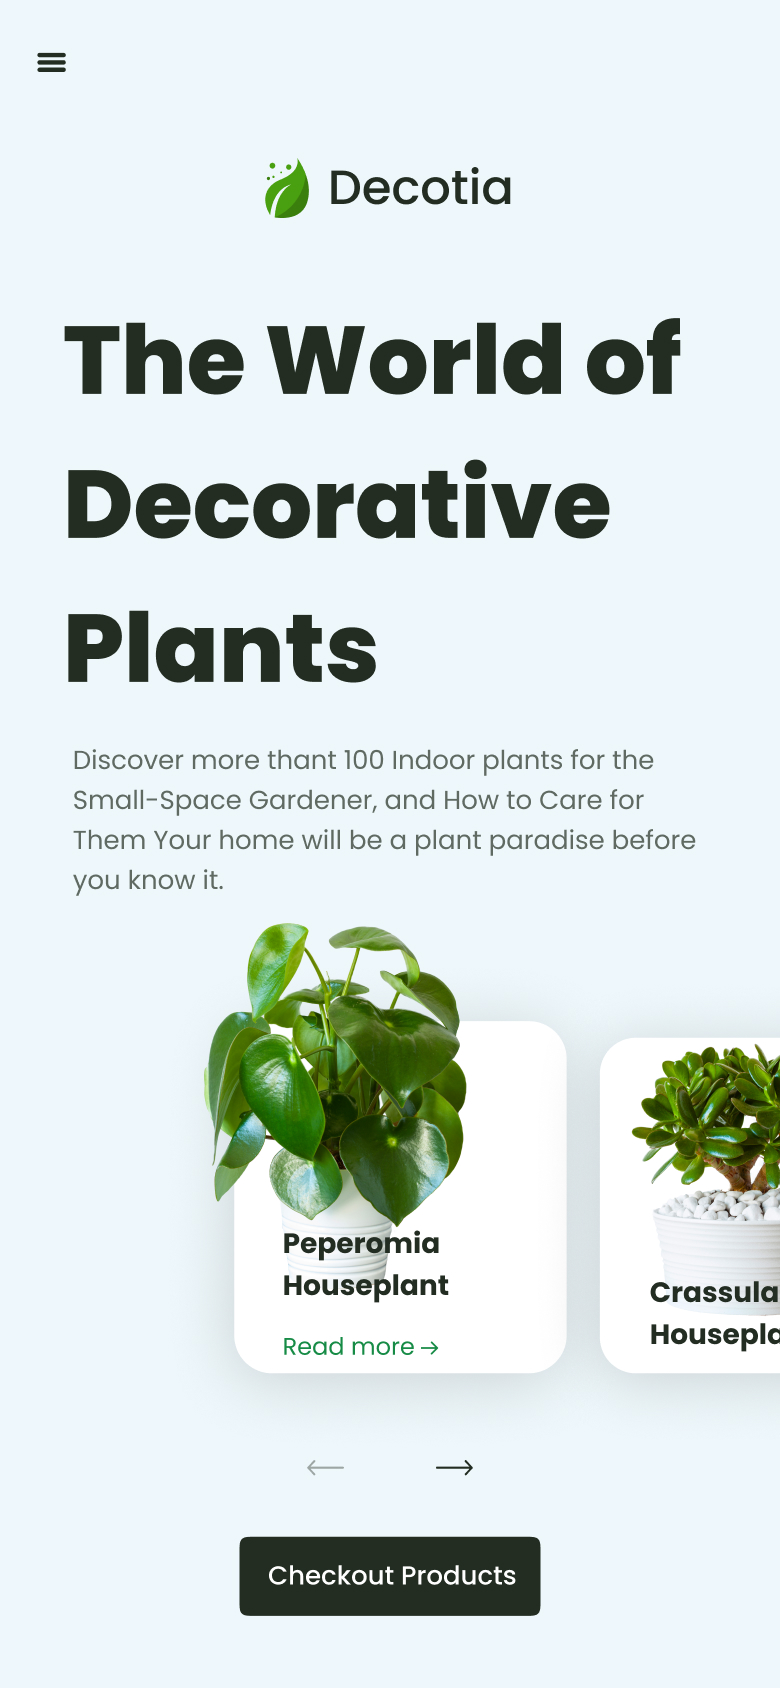 Decotia
The World of
Decorative
Plants
Discover more thant 100 Indoor plants for the
Small-Space Gardener, and How to Care for
Them Your home will be a plant paradise before
you know it.
Peperomia
Houseplant
Read more →
Crassula
Housepla
← →
Checkout Products